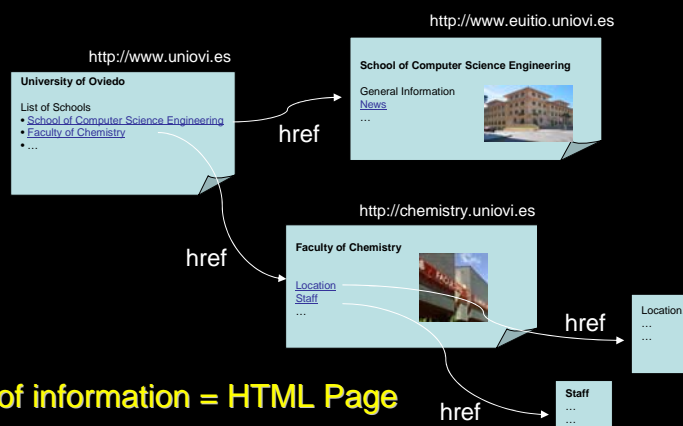 http://www.euitio.uniovi.es
http://www.uniovi.es
University of Oviedo
List of Schools
• School of Computer Science Engineering
• Faculty of Chemistry
• ...
School of Computer Science Engineering
General Information
News
...
href
http://chemistry.uniovi.es
href
Faculty of Chemistry
Location
Staff
...
href
Location
...
...
of information = HTML Page
href
Staff
...
...